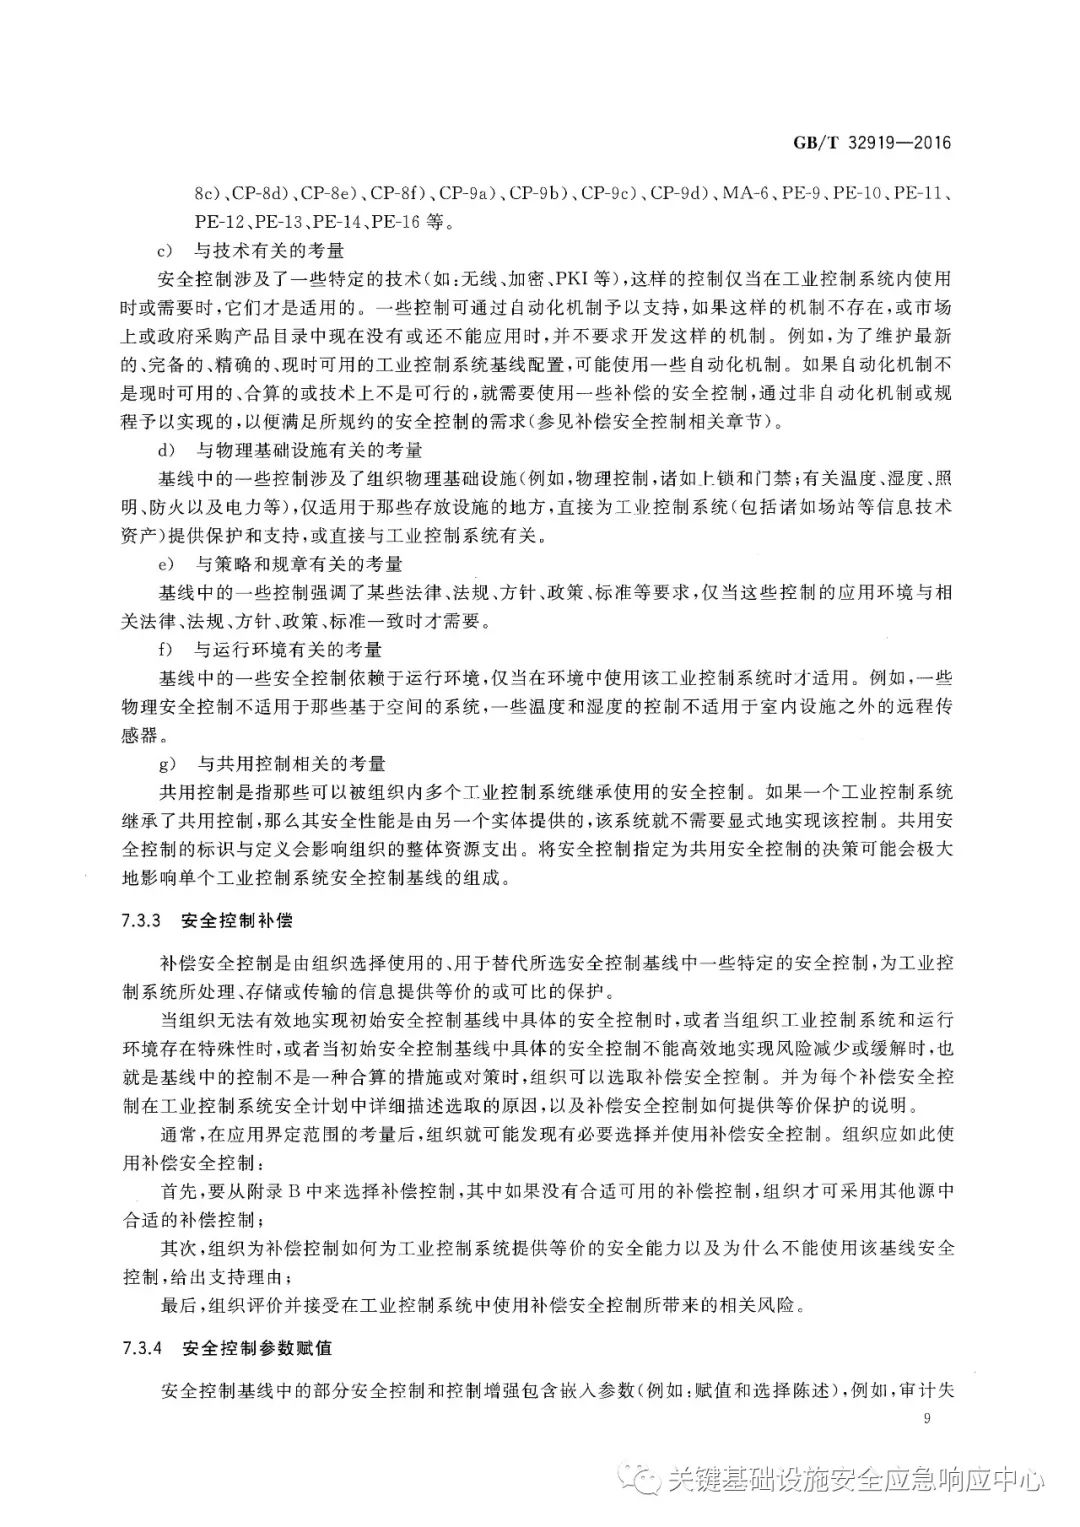 GB/T 32919—2016
8c)、CP-8d)、CP-8e)、CP-8f)、CP-9a)、CP-9b)、CP-9c)、CP-9d)、MA-6、PE-9、PE-10、PE-11、
PE-12、PE-13、PE-14、PE-16 等。
c) 与技术有关的考量
安全控制涉及了一些特定的技术(如:无线、加密、PKI 等),这样的控制仅当在工业控制系统内使用
时或需要时,它们才是适用的。一些控制可通过自动化机制予以支持,如果这样的机制不存在,或市场
上或政府采购产品目录中现在没有或还不能应用时,并不要求开发这样的机制。例如,为了维护最新
的、完备的、精确的、现时可用的工业控制系统基线配置,可能使用一些自动化机制。如果自动化机制不
是现时可用的、合算的或技术上不是可行的,就需要使用一些补偿的安全控制,通过非自动化机制或规
程予以实现的,以便满足所规约的安全控制的需求(参见补偿安全控制相关章节)。
d) 与物理基础设施有关的考量
基线中的一些控制涉及了组织物理基础设施(例如,物理控制,诸如上锁和门禁;有关温度、湿度、照
明、防火以及电力等),仅适用于那些存放设施的地方,直接为工业控制系统(包括诸如场站等信息技术
资产)提供保护和支持,或直接与工业控制系统有关。
e) 与策略和规章有关的考量
基线中的一些控制强调了某些法律、法规、方针、政策、标准等要求,仅当这些控制的应用环境与相
关法律、法规、方针、政策、标准一致时才需要。
f) 与运行环境有关的考量
基线中的一些安全控制依赖于运行环境,仅当在环境中使用该工业控制系统时才适用。例如,一些
物理安全控制不适用于那些基于空间的系统,一些温度和湿度的控制不适用于室内设施之外的远程传
感器。
g) 与共用控制相关的考量
共用控制是指那些可以被组织内多个工业控制系统继承使用的安全控制。如果一个工业控制系统
继承了共用控制,那么其安全性能是由另一个实体提供的,该系统就不需要显式地实现该控制。共用安
全控制的标识与定义会影响组织的整体资源支出。将安全控制指定为共用安全控制的决策可能会极大
地影响单个工业控制系统安全控制基线的组成。
7.3.3 安全控制补偿
补偿安全控制是由组织选择使用的、用于替代所选安全控制基线中一些特定的安全控制,为工业控
制系统所处理、存储或传输的信息提供等价的或可比的保护。
当组织无法有效地实现初始安全控制基线中具体的安全控制时,或者当组织工业控制系统和运行
环境存在特殊性时,或者当初始安全控制基线中具体的安全控制不能高效地实现风险减少或缓解时,也
就是基线中的控制不是一种合算的措施或对策时,组织可以选取补偿安全控制。并为每个补偿安全控
制在工业控制系统安全计划中详细描述选取的原因,以及补偿安全控制如何提供等价保护的说明。
通常,在应用界定范围的考量后,组织就可能发现有必要选择并使用补偿安全控制。组织应如此使
用补偿安全控制:
首先,要从附录 B 中来选择补偿控制,其中如果没有合适可用的补偿控制,组织才可采用其他源中
合适的补偿控制;
其次,组织为补偿控制如何为工业控制系统提供等价的安全能力以及为什么不能使用该基线安全
控制,给出支持理由;
最后,组织评价并接受在工业控制系统中使用补偿安全控制所带来的相关风险。
7.3.4 安全控制参数赋值
安全控制基线中的部分安全控制和控制增强包含嵌入参数(例如:赋值和选择陈述),例如,审计失
9
关键基础设施安全应急响应中心